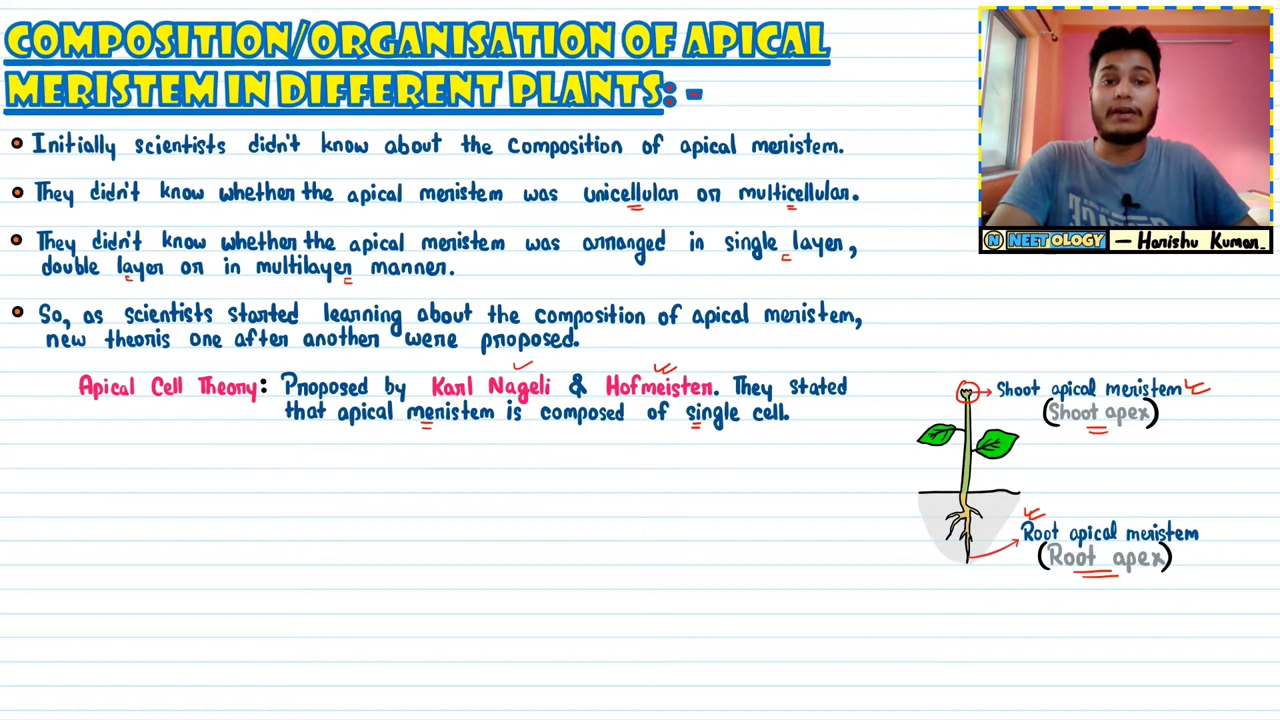 COMPOSITION/ORGANISATION OF APICAL
MERISTEM IN DIFFERENT PLANTS: -
• Initially scientists didn't know about the composition of apical meristem.
• They didn't know whether the apical meristem was unicellular or multicellular.
• They didn't know whether the apical meristem was arranged in single layer,
double layer or in multilayer manner.
• So, as scientists started learning about the composition of apical meristem,
new theoris one after another were proposed.
Apical Cell Theory: Proposed by Karl Nageli & Hofmeister. They stated
that apical meristem is composed of single cell.
N NEETOLOGY – Harishu Kumar
Shoot apical meristem
(Shoot apex)
Root apical meristem
(Root apex)